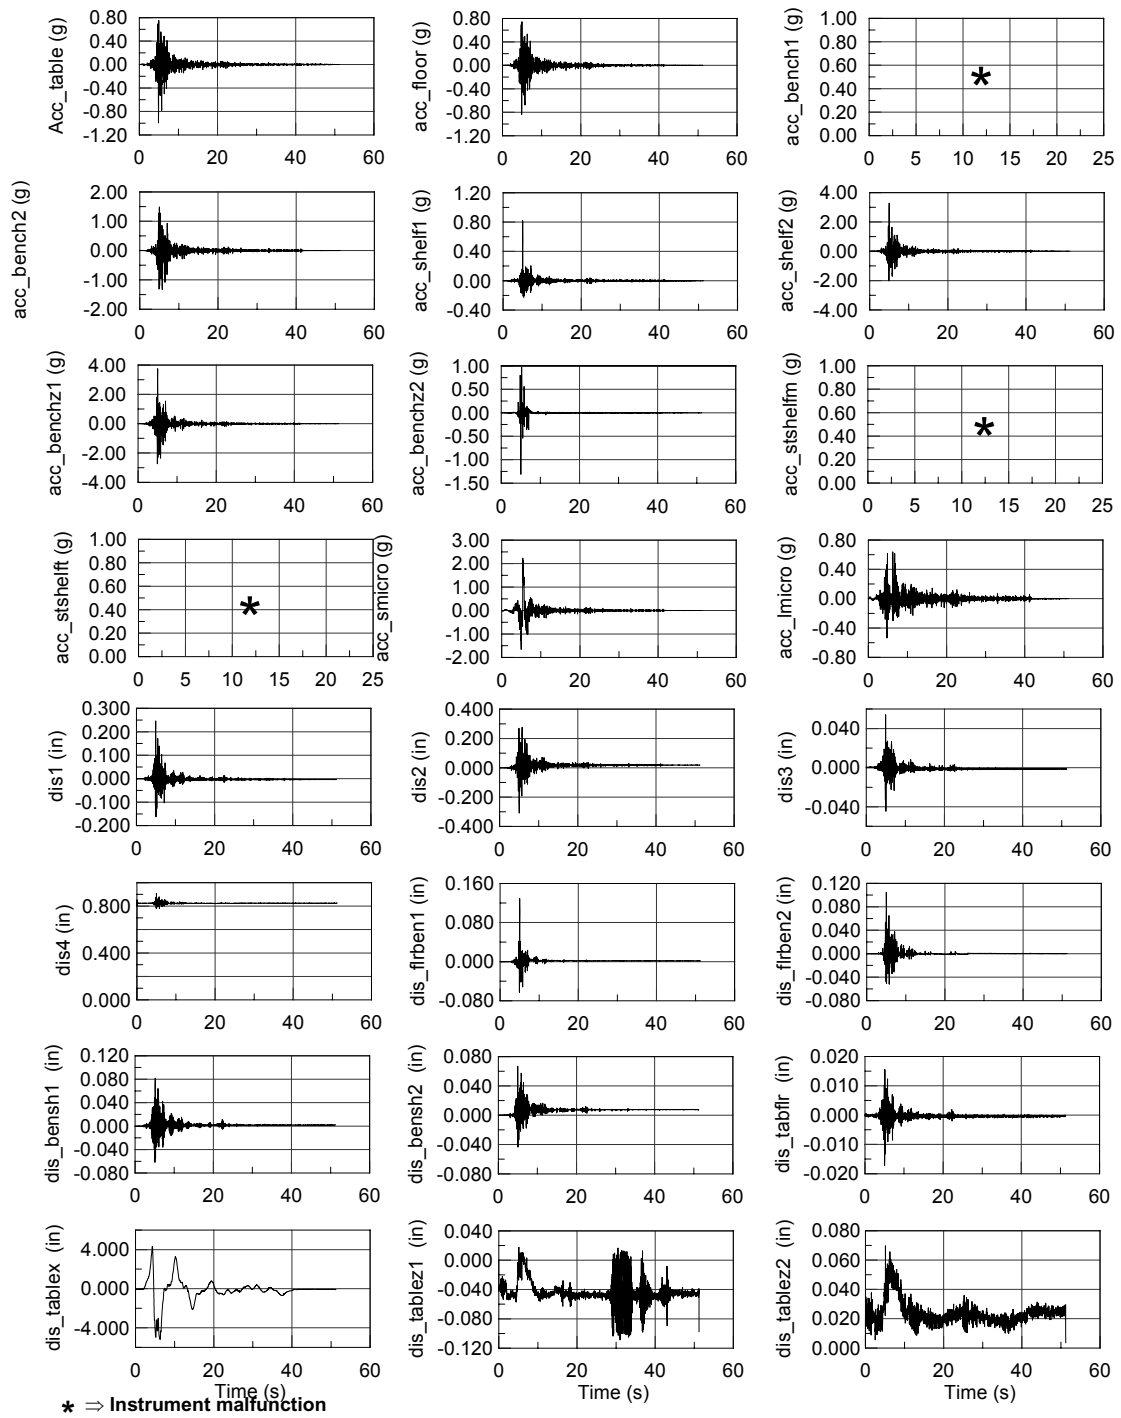 Acc_table (g)
0.80
0.40
0.00
-0.40
-0.80
-1.20
0 20 40 60
acc_floor (g)
0.80
0.40
0.00
-0.40
-0.80
-1.20
0 20 40 60
acc_bench1 (g)
1.00
0.80
0.60
0.40
0.20
0.00
*
0 5 10 15 20 25
acc_bench2 (g)
2.00
1.00
0.00
-1.00
-2.00
0 20 40 60
acc_shelf1 (g)
1.20
0.80
0.40
0.00
-0.40
0 20 40 60
acc_shelf2 (g)
4.00
2.00
0.00
-2.00
-4.00
0 20 40 60
acc_benchz1 (g)
4.00
2.00
0.00
-2.00
-4.00
0 20 40 60
acc_benchz2 (g)
1.00
0.50
0.00
-0.50
-1.00
-1.50
0 20 40 60
acc_stshelfm (g)
1.00
0.80
0.60
0.40
0.20
0.00
*
0 5 10 15 20 25
acc_stshelft (g)
1.00
0.80
0.60
0.40
0.20
0.00
*
0 5 10 15 20 25
acc_smicro (g)
3.00
2.00
1.00
0.00
-1.00
-2.00
0 20 40 60
acc_lmicro (g)
0.80
0.40
0.00
-0.40
-0.80
0 20 40 60
dis1 (in)
0.300
0.200
0.100
0.000
-0.100
-0.200
0 20 40 60
dis2 (in)
0.400
0.200
0.000
-0.200
-0.400
0 20 40 60
dis3 (in)
0.040
0.000
-0.040
0 20 40 60
dis4 (in)
0.800
0.400
0.000
0 20 40 60
dis_flrben1 (in)
0.160
0.080
0.000
-0.080
0 20 40 60
dis_flrben2 (in)
0.120
0.080
0.040
0.000
-0.040
-0.080
0 20 40 60
dis_bensh1 (in)
0.120
0.080
0.040
0.000
-0.040
-0.080
0 20 40 60
dis_bensh2 (in)
0.080
0.040
0.000
-0.040
-0.080
0 20 40 60
dis_tabflr (in)
0.020
0.010
0.000
-0.010
-0.020
0 20 40 60
dis_tablex (in)
4.000
0.000
-4.000
0 20 40 60
Time (s)
dis_tablez1 (in)
0.040
0.000
-0.040
-0.080
-0.120
0 20 40 60
Time (s)
dis_tablez2 (in)
0.080
0.060
0.040
0.020
0.000
0 20 40 60
Time (s)
* ⇒ Instrument malfunction